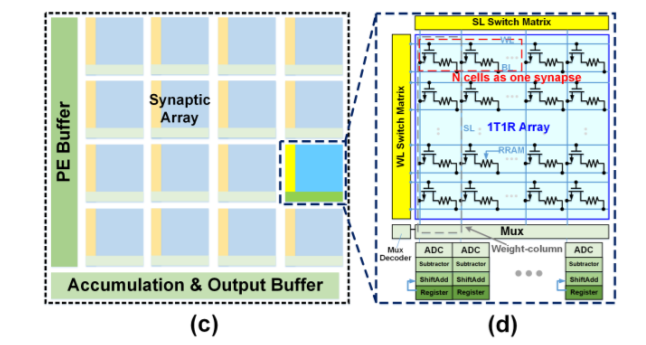 PE Buffer
Synaptic
Array
Accumulation & Output Buffer
(c)
SL Switch Matrix
WL Switch Matrix
WL
BL
N cells as one synapse
SL
1T1R Array
RRAM
Mux
Mux
Decoder
Weight-column
ADC ADC ADC
Subtractor Subtractor Subtractor
ShiftAdd ShiftAdd ShiftAdd
Register Register Register
(d)